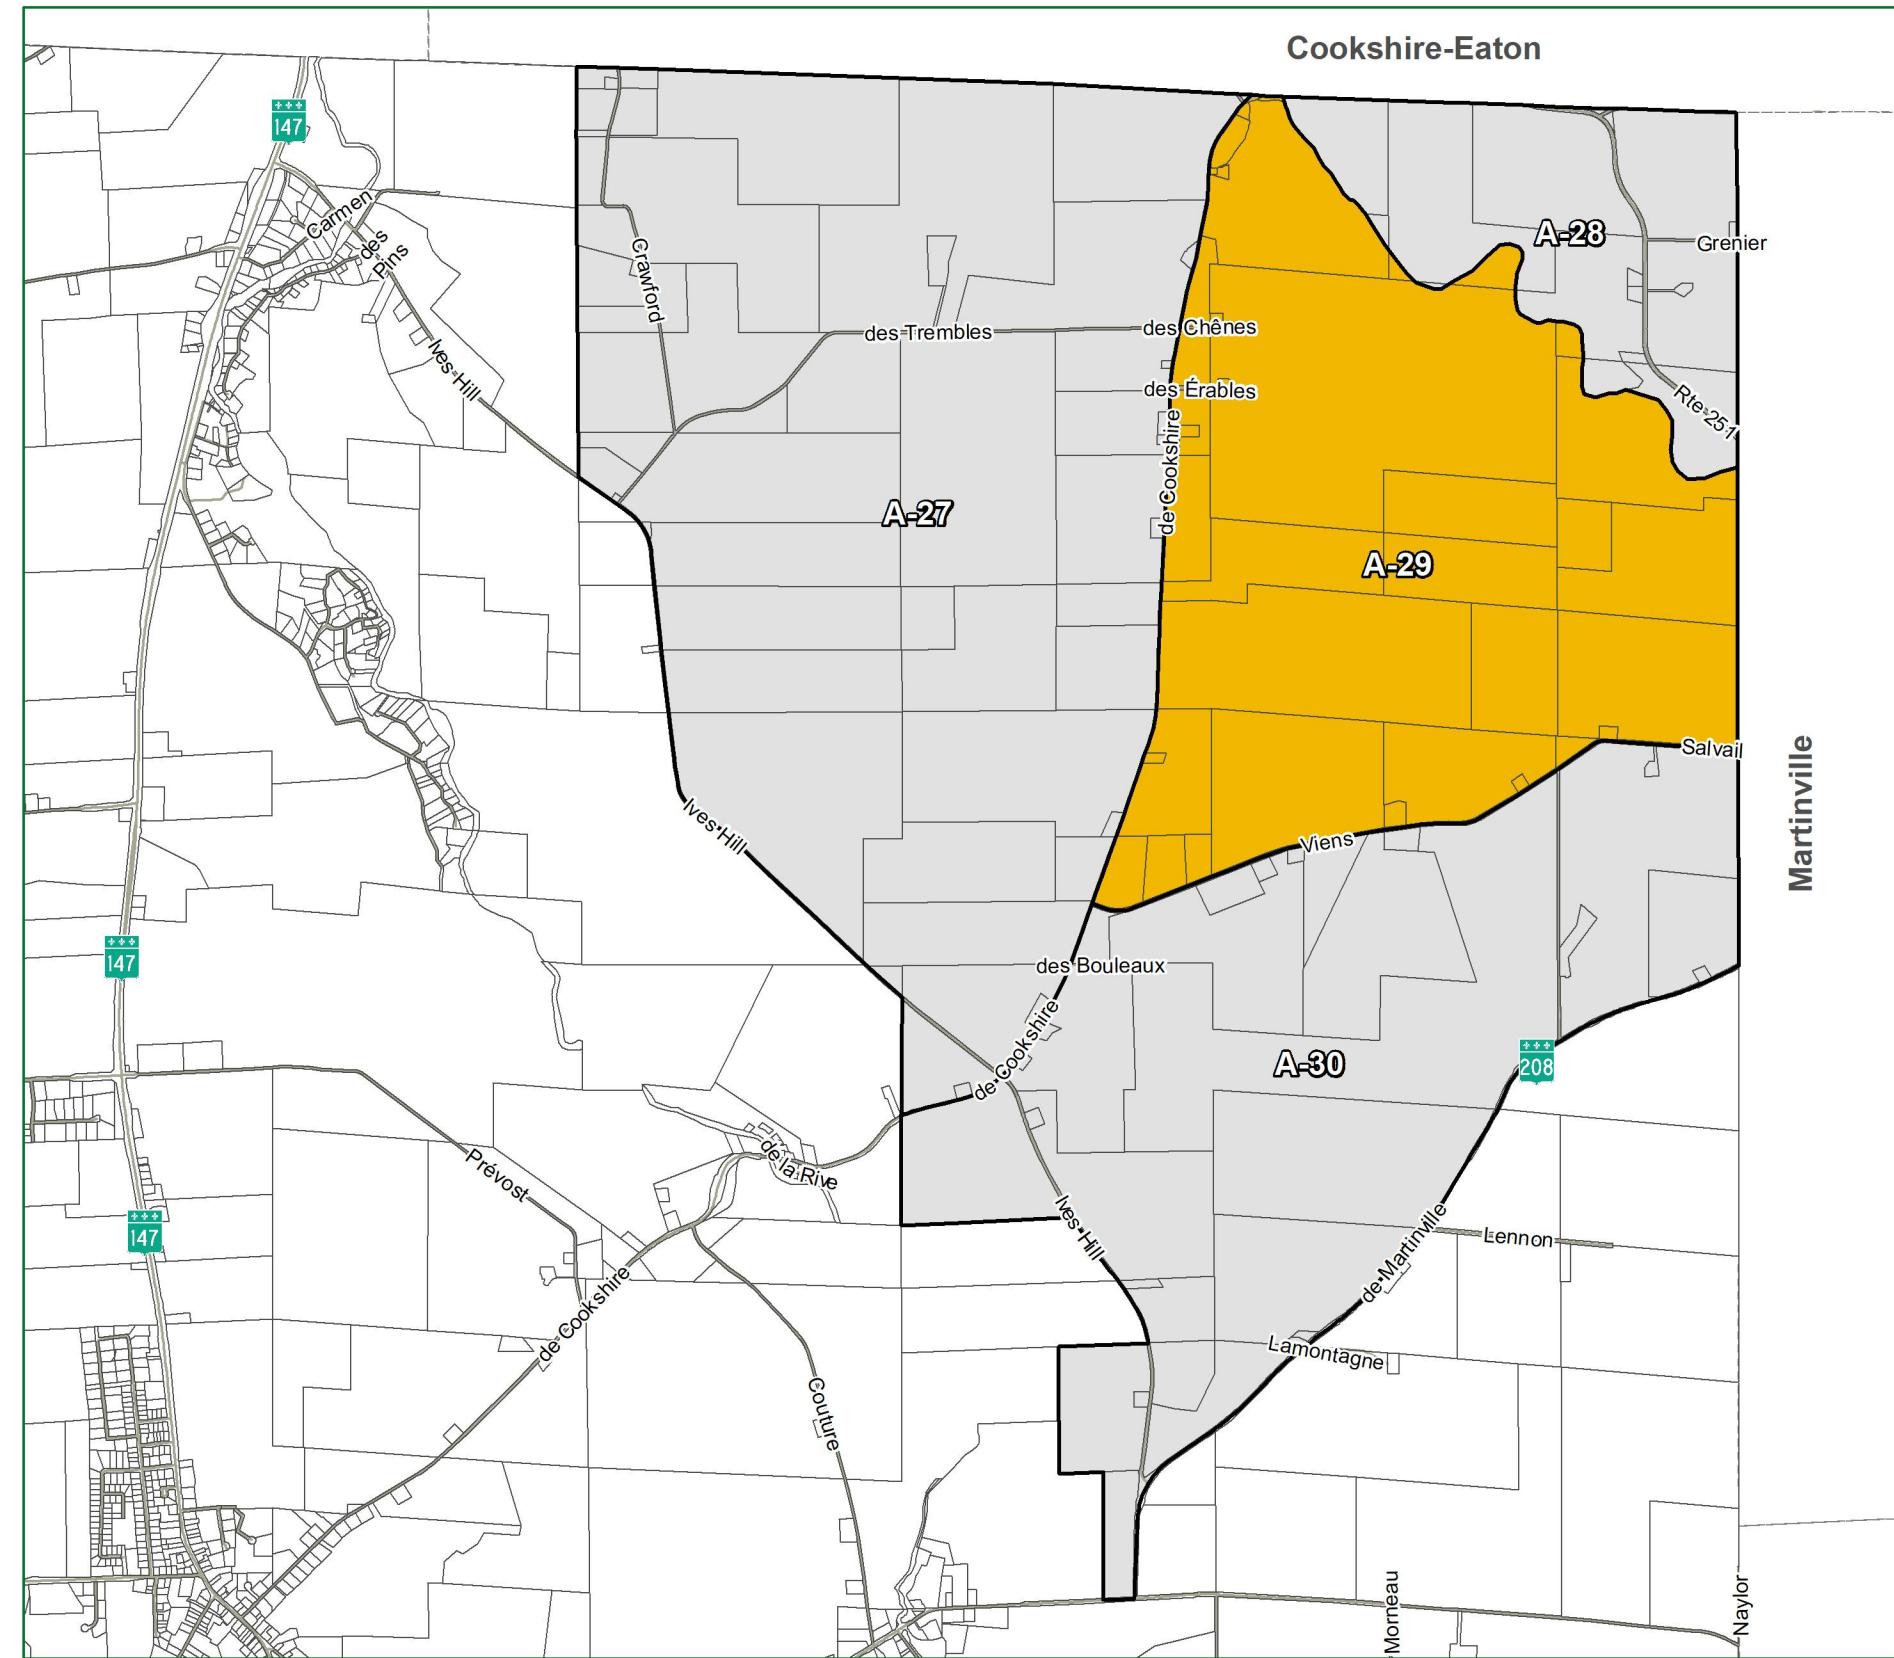 Cookshire-Eaton
147
Carmen
des
Pins
A-28
Grenier
Crawford
des Trembles
des Chênes
Ives-Hill
des Érables
Rte-251
de Cookshire
A-27
A-29
Salvail
Martinville
Ives-Hill
Viens
147
des Bouleaux
de Cookshire
A-30
208
Prévost
de la Rive
147
Ives-Hill
de Martinville
Lennon
de Cookshire
Lamontagne
Couture
Morneau
Naylor